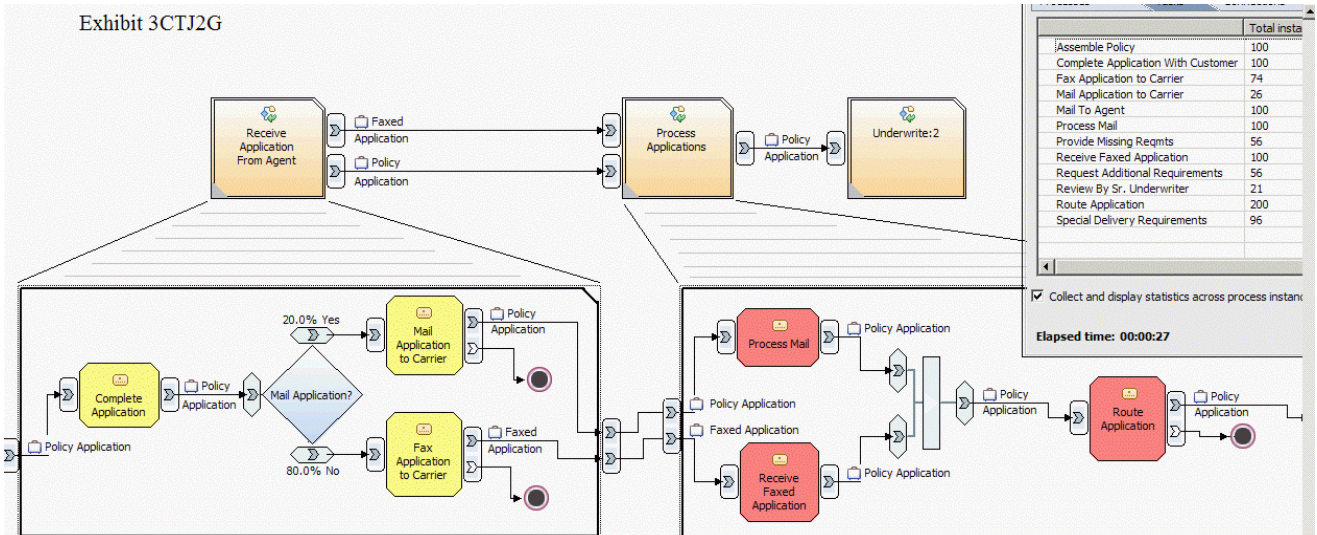 Exhibit 3CTJ2G
Total insta
Assemble Policy 100
Complete Application With Customer 100
Fax Application to Carrier 74
Mail Application to Carrier 26
Mail To Agent 100
Process Mail 100
Provide Missing Reqmts 56
Receive Faxed Application 100
Request Additional Requirements 56
Review By Sr. Underwriter 21
Route Application 200
Special Delivery Requirements 96
Collect and display statistics across process instanc
Elapsed time: 00:00:27
Receive
Application
From Agent
Faxed
Application
Policy
Application
Process
Applications
Policy
Application
Underwrite:2
Policy Application
Complete
Application
Policy
Application
Mail Application?
20.0% Yes
80.0% No
Mail
Application
to Carrier
Policy
Application
Fax
Application
to Carrier
Faxed
Application
Policy Application
Faxed Application
Process Mail
Policy Application
Receive
Faxed
Application
Policy Application
Policy
Application
Route
Application
Policy
Application